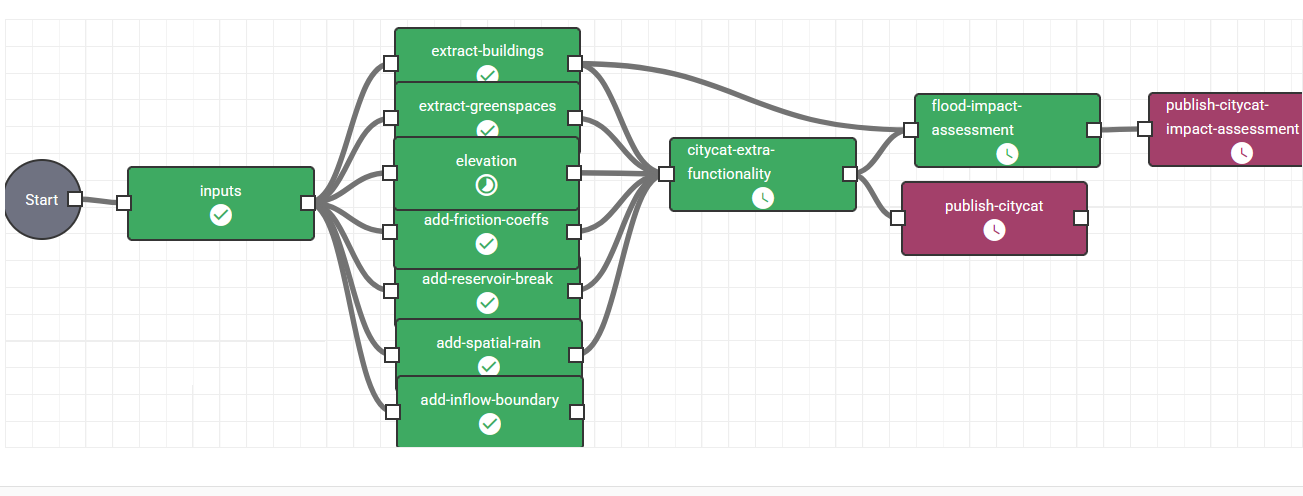 Start
inputs
extract-buildings
extract-greenspaces
elevation
add-friction-coeffs
add-reservoir-break
add-spatial-rain
add-inflow-boundary
citycat-extra-
functionality
flood-impact-
assessment
publish-citycat
publish-citycat-
impact-assessment